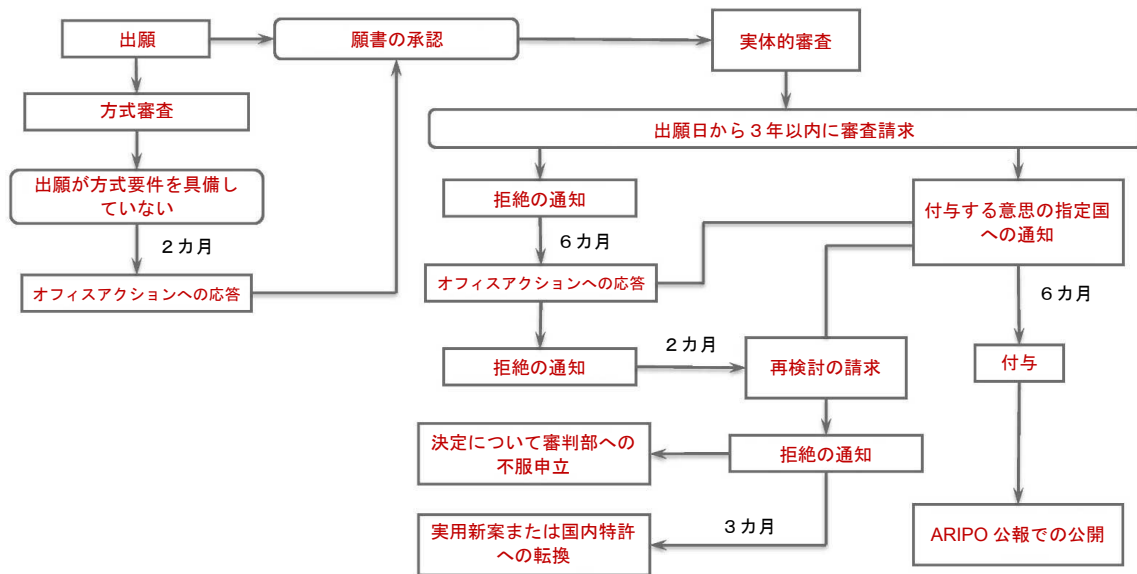 出願
願書の承認
実体的審査
方式審査
出願日から３年以内に審査請求
出願が方式要件を具備し
ていない
拒絶の通知
付与する意思の指定国
への通知
２カ月
６カ月
オフィスアクションへの応答
オフィスアクションへの応答
６カ月
拒絶の通知
２カ月
再検討の請求
付与
決定について審判部への
不服申立
拒絶の通知
３カ月
実用新案または国内特許
への転換
ARIPO 公報での公開